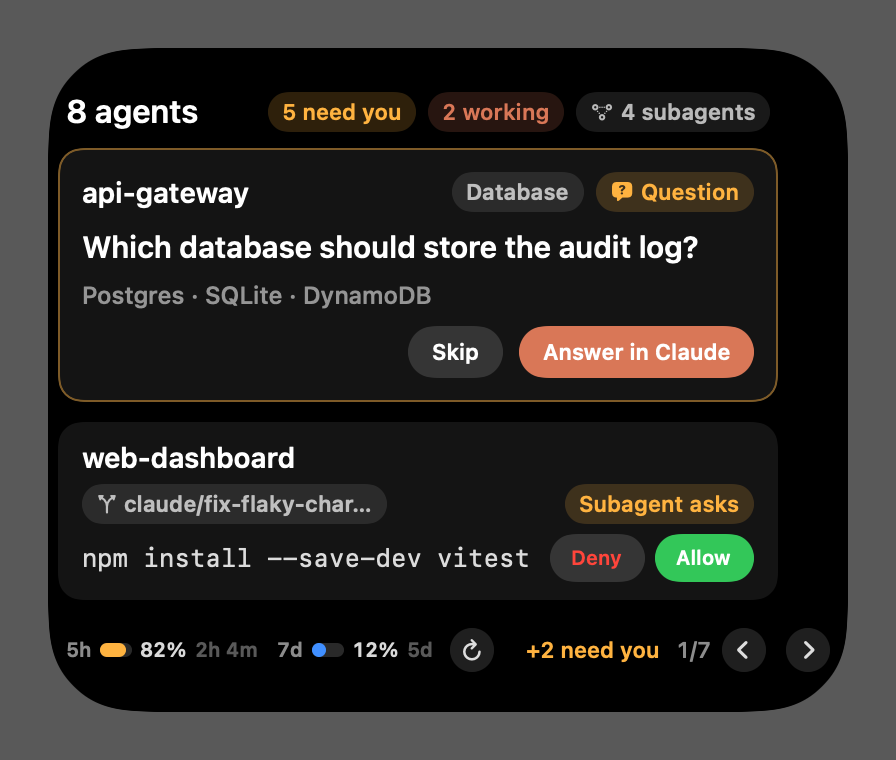 8 agents 5 need you 2 working 4 subagents
api-gateway Database Question
Which database should store the audit log?
Postgres · SQLite · DynamoDB
Skip Answer in Claude
web-dashboard
claude/fix-flaky-char... Subagent asks
npm install --save-dev vitest Deny Allow
5h 82% 2h 4m 7d 12% 5d +2 need you 1/7